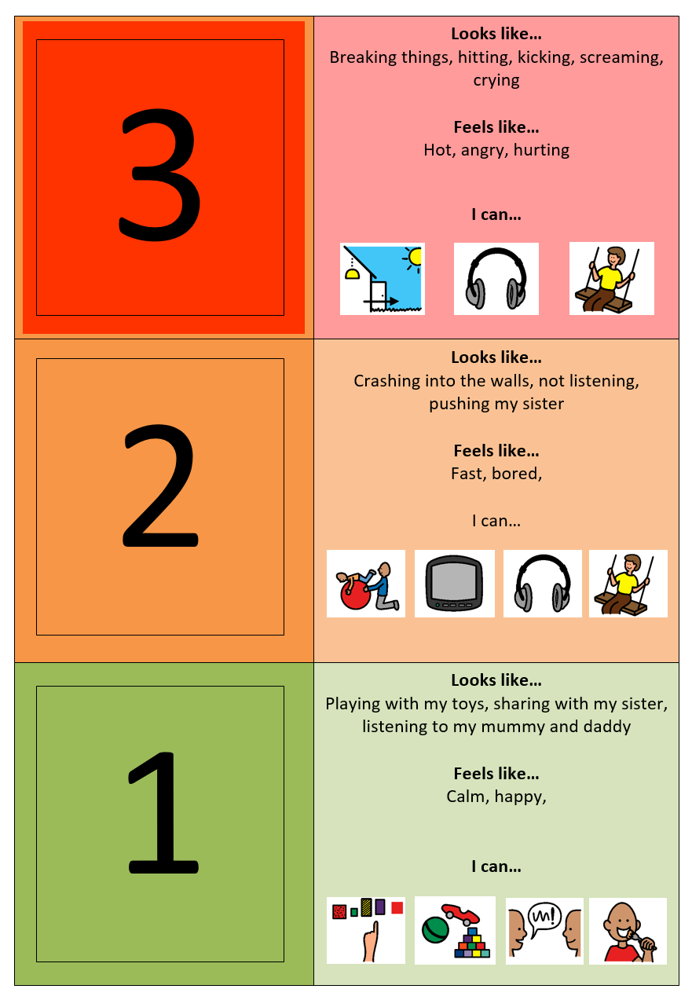 3
Looks like…
Breaking things, hitting, kicking, screaming,
crying
Feels like…
Hot, angry, hurting
I can…
2
Looks like…
Crashing into the walls, not listening,
pushing my sister
Feels like…
Fast, bored,
I can…
1
Looks like…
Playing with my toys, sharing with my sister,
listening to my mummy and daddy
Feels like…
Calm, happy,
I can…